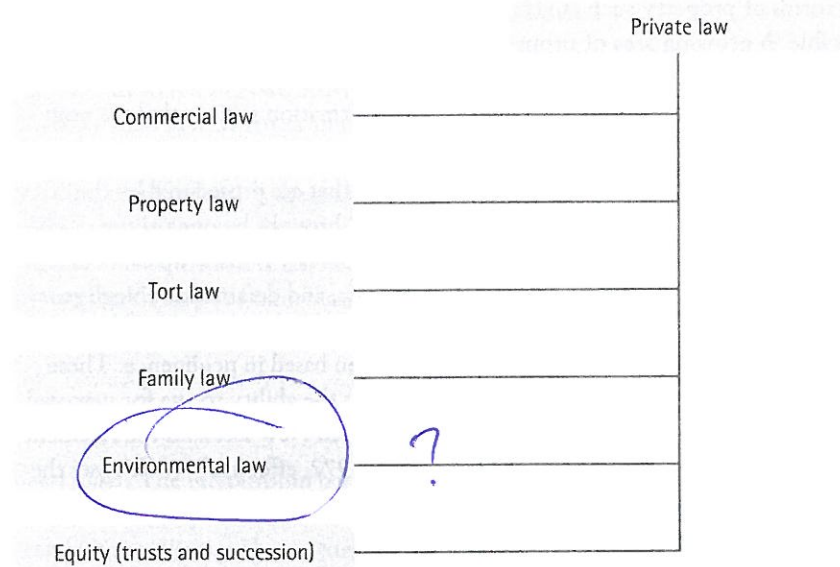 Private law
Commercial law
Property law
Tort law
Family law
Environmental law
?
Equity (trusts and succession)